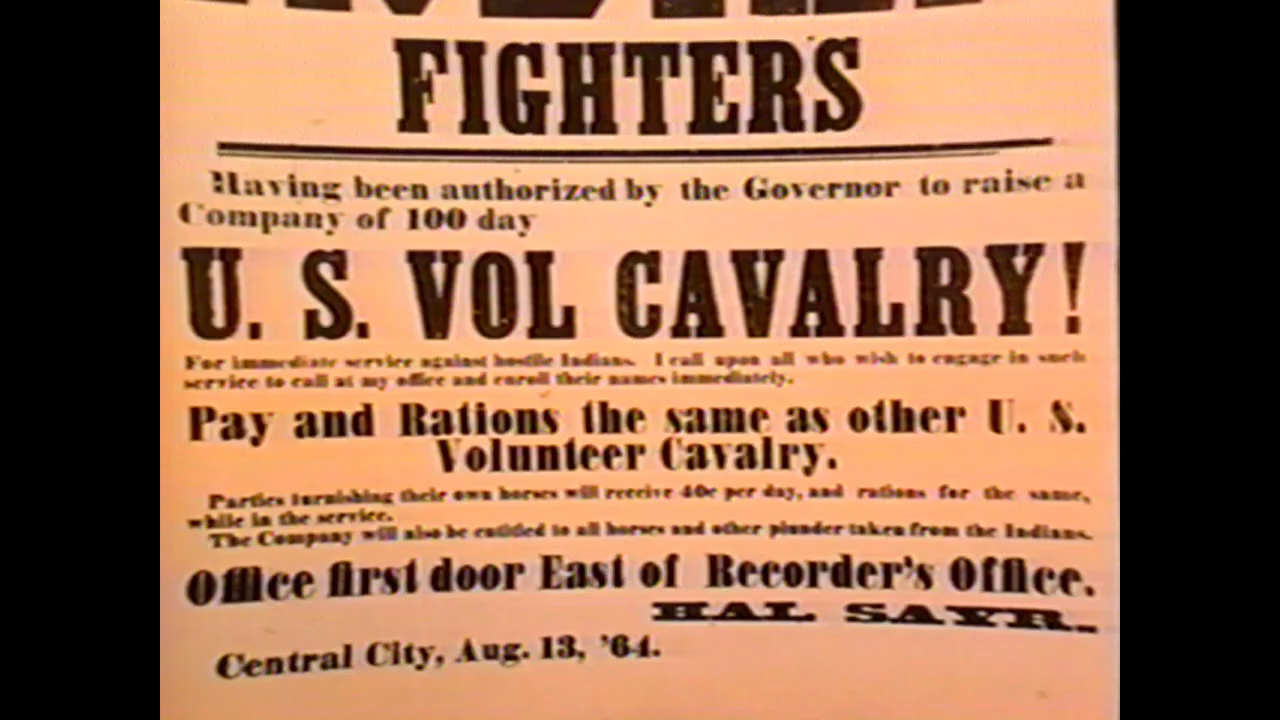 FIGHTERS
Having been authorized by the Governor to raise a
Company of 100 day
U. S. VOL CAVALRY!
For immediate service against hostile Indians. I call upon all who wish to engage in such
service to call at my office and enroll their names immediately.
Pay and Rations the same as other U. S.
Volunteer Cavalry.
Parties furnishing their own horses will receive 40c per day, and rations for the same,
while in the service.
The Company will also be entitled to all horses and other plunder taken from the Indians.
Office first door East of Recorder's Office.
HAL SAYR.
Central City, Aug. 13, '64.